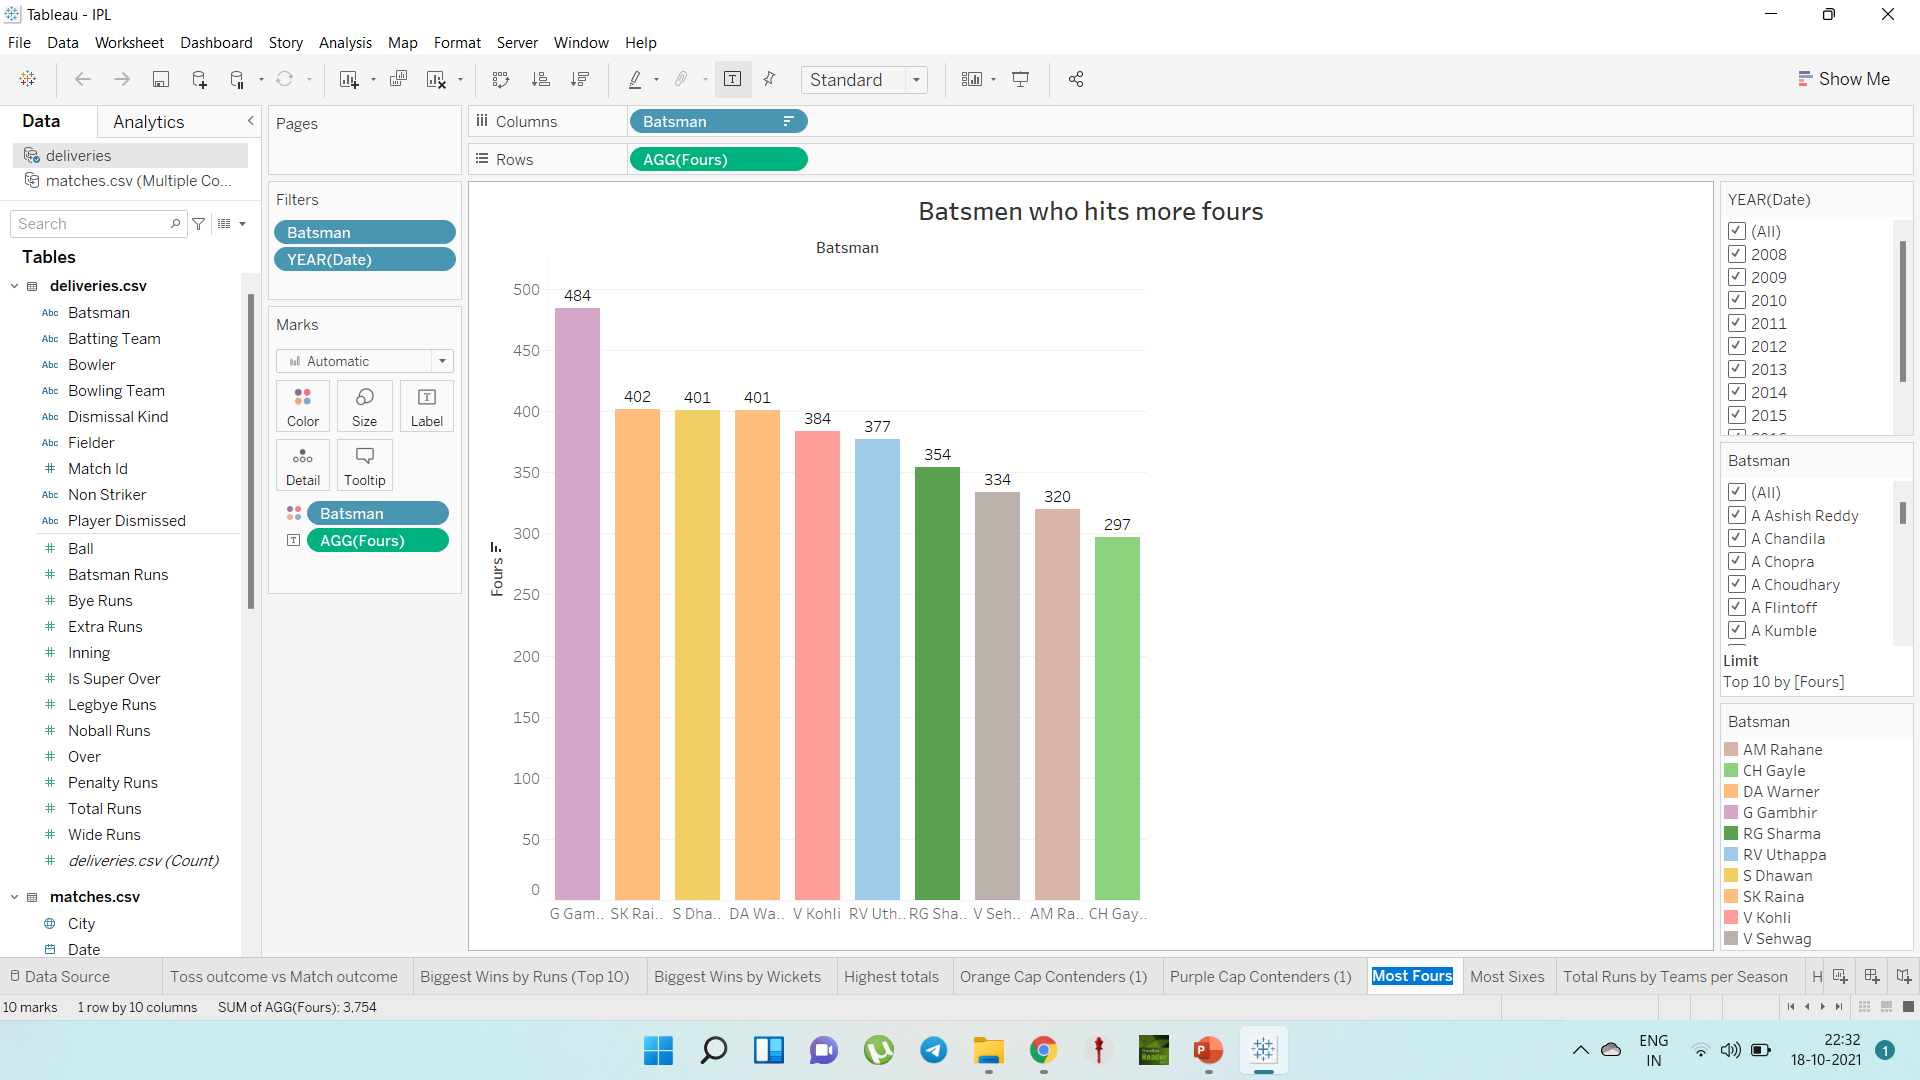 Tableau - IPL
File Data Worksheet Dashboard Story Analysis Map Format Server Window Help
Standard
Show Me
Data Analytics
deliveries
matches.csv (Multiple Co...
Search
Tables
deliveries.csv
Abc Batsman
Abc Batting Team
Abc Bowler
Abc Bowling Team
Abc Dismissal Kind
Abc Fielder
# Match Id
Abc Non Striker
Abc Player Dismissed
# Ball
# Batsman Runs
# Bye Runs
# Extra Runs
# Inning
# Is Super Over
# Legbye Runs
# Noball Runs
# Over
# Penalty Runs
# Total Runs
# Wide Runs
# deliveries.csv (Count)
matches.csv
City
Date
Pages
Filters
Batsman
YEAR(Date)
Marks
Automatic
Color Size Label
Detail Tooltip
Batsman
AGG(Fours)
Columns Batsman
Rows AGG(Fours)
Batsmen who hits more fours
Batsman
500
450
400
350
300
250
200
150
100
50
0
Fours
484
402
401
401
384
377
354
334
320
297
G Gam.. SK Rai.. S Dha.. DA Wa.. V Kohli RV Uth.. RG Sha.. V Seh.. AM Ra.. CH Gay..
YEAR(Date)
(All)
2008
2009
2010
2011
2012
2013
2014
2015
Batsman
(All)
A Ashish Reddy
A Chandila
A Chopra
A Choudhary
A Flintoff
A Kumble
Limit
Top 10 by [Fours]
Batsman
AM Rahane
CH Gayle
DA Warner
G Gambhir
RG Sharma
RV Uthappa
S Dhawan
SK Raina
V Kohli
V Sehwag
Data Source Toss outcome vs Match outcome Biggest Wins by Runs (Top 10) Biggest Wins by Wickets Highest totals Orange Cap Contenders (1) Purple Cap Contenders (1) Most Fours Most Sixes Total Runs by Teams per Season H
10 marks 1 row by 10 columns SUM of AGG(Fours): 3,754
Reader
ENG
IN
22:32
18-10-2021
1